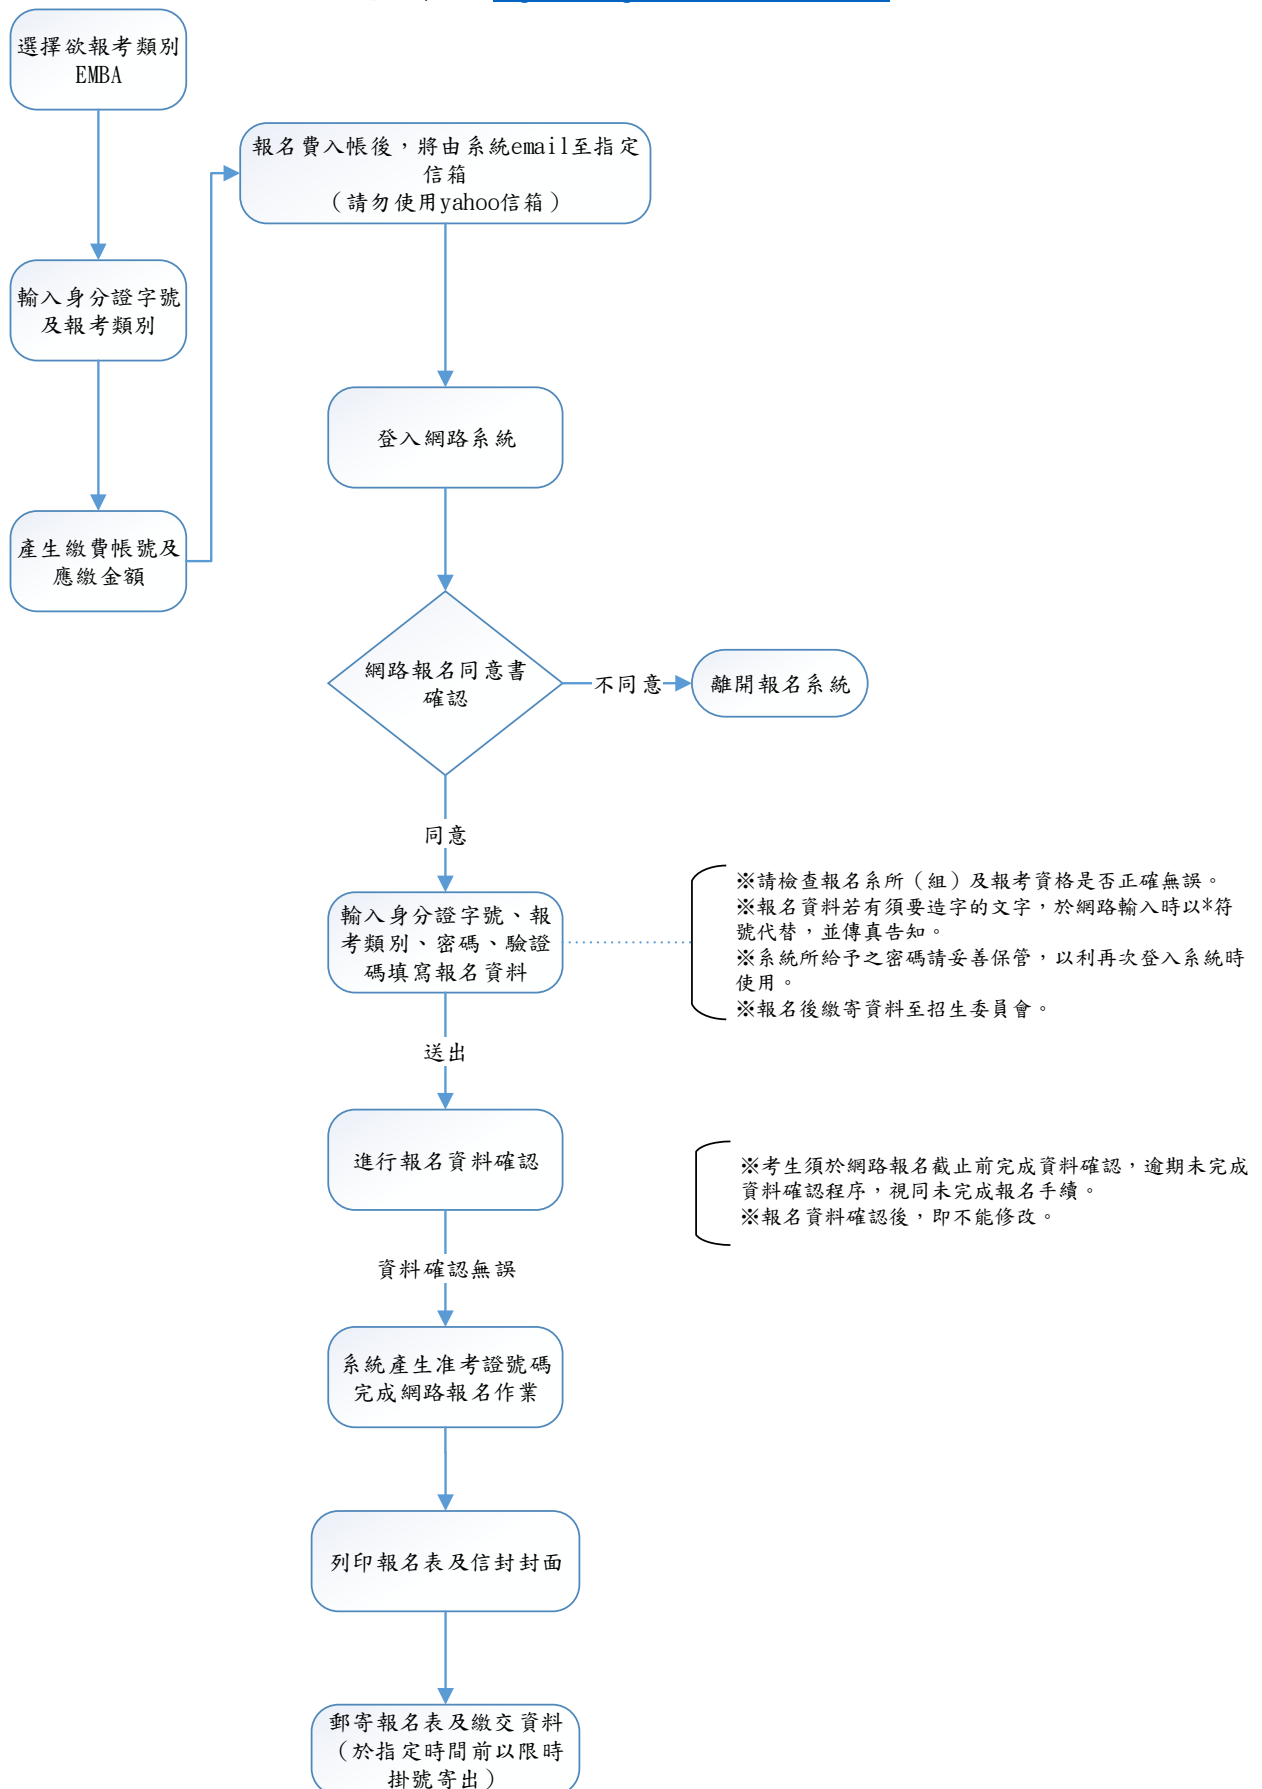 選擇欲報考類別
EMBA
輸入身分證字號
及報考類別
產生繳費帳號及
應繳金額
報名費入帳後，將由系統email至指定
信箱
（請勿使用yahoo信箱）
登入網路系統
網路報名同意書
確認
不同意
離開報名系統
同意
輸入身分證字號、報
考類別、密碼、驗證
碼填寫報名資料
※請檢查報名系所（組）及報考資格是否正確無誤。
※報名資料若有須要造字的文字，於網路輸入時以*符
號代替，並傳真告知。
※系統所給予之密碼請妥善保管，以利再次登入系統時
使用。
※報名後繳寄資料至招生委員會。
送出
進行報名資料確認
※考生須於網路報名截止前完成資料確認，逾期未完成
資料確認程序，視同未完成報名手續。
※報名資料確認後，即不能修改。
資料確認無誤
系統產生准考證號碼
完成網路報名作業
列印報名表及信封封面
郵寄報名表及繳交資料
（於指定時間前以限時
掛號寄出）